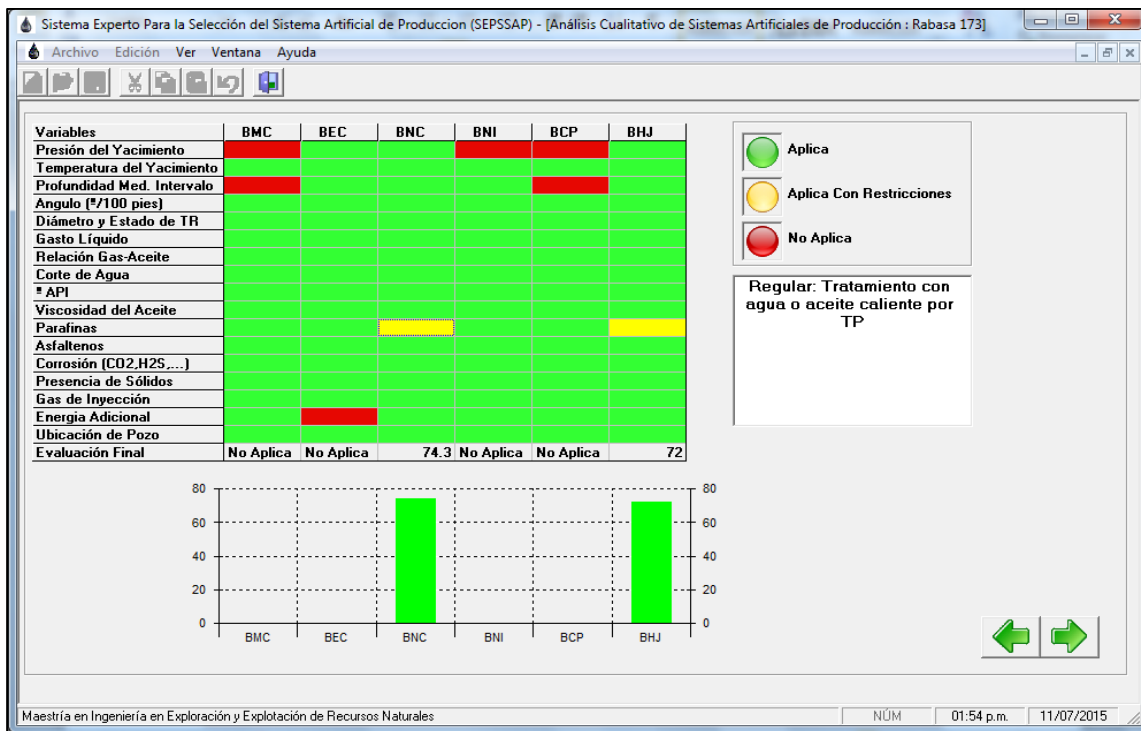 Sistema Experto Para la Selección del Sistema Artificial de Produccion (SEPSSAP) - [Análisis Cualitativo de Sistemas Artificiales de Producción : Rabasa 173]
Archivo Edición Ver Ventana Ayuda
Variables BMC BEC BNC BNI BCP BHJ
Presión del Yacimiento
Temperatura del Yacimiento
Profundidad Med. Intervalo
Angulo (º/100 pies)
Diámetro y Estado de TR
Gasto Líquido
Relación Gas-Aceite
Corte de Agua
º API
Viscosidad del Aceite
Parafinas
Asfaltenos
Corrosión (CO2,H2S,...)
Presencia de Sólidos
Gas de Inyección
Energia Adicional
Ubicación de Pozo
Evaluación Final No Aplica No Aplica 74.3 No Aplica No Aplica 72
Aplica
Aplica Con Restricciones
No Aplica
Regular: Tratamiento con
agua o aceite caliente por
TP
80 80
60 60
40 40
20 20
0 0
BMC BEC BNC BNI BCP BHJ
Maestría en Ingeniería en Exploración y Explotación de Recursos Naturales NÚM 01:54 p.m. 11/07/2015